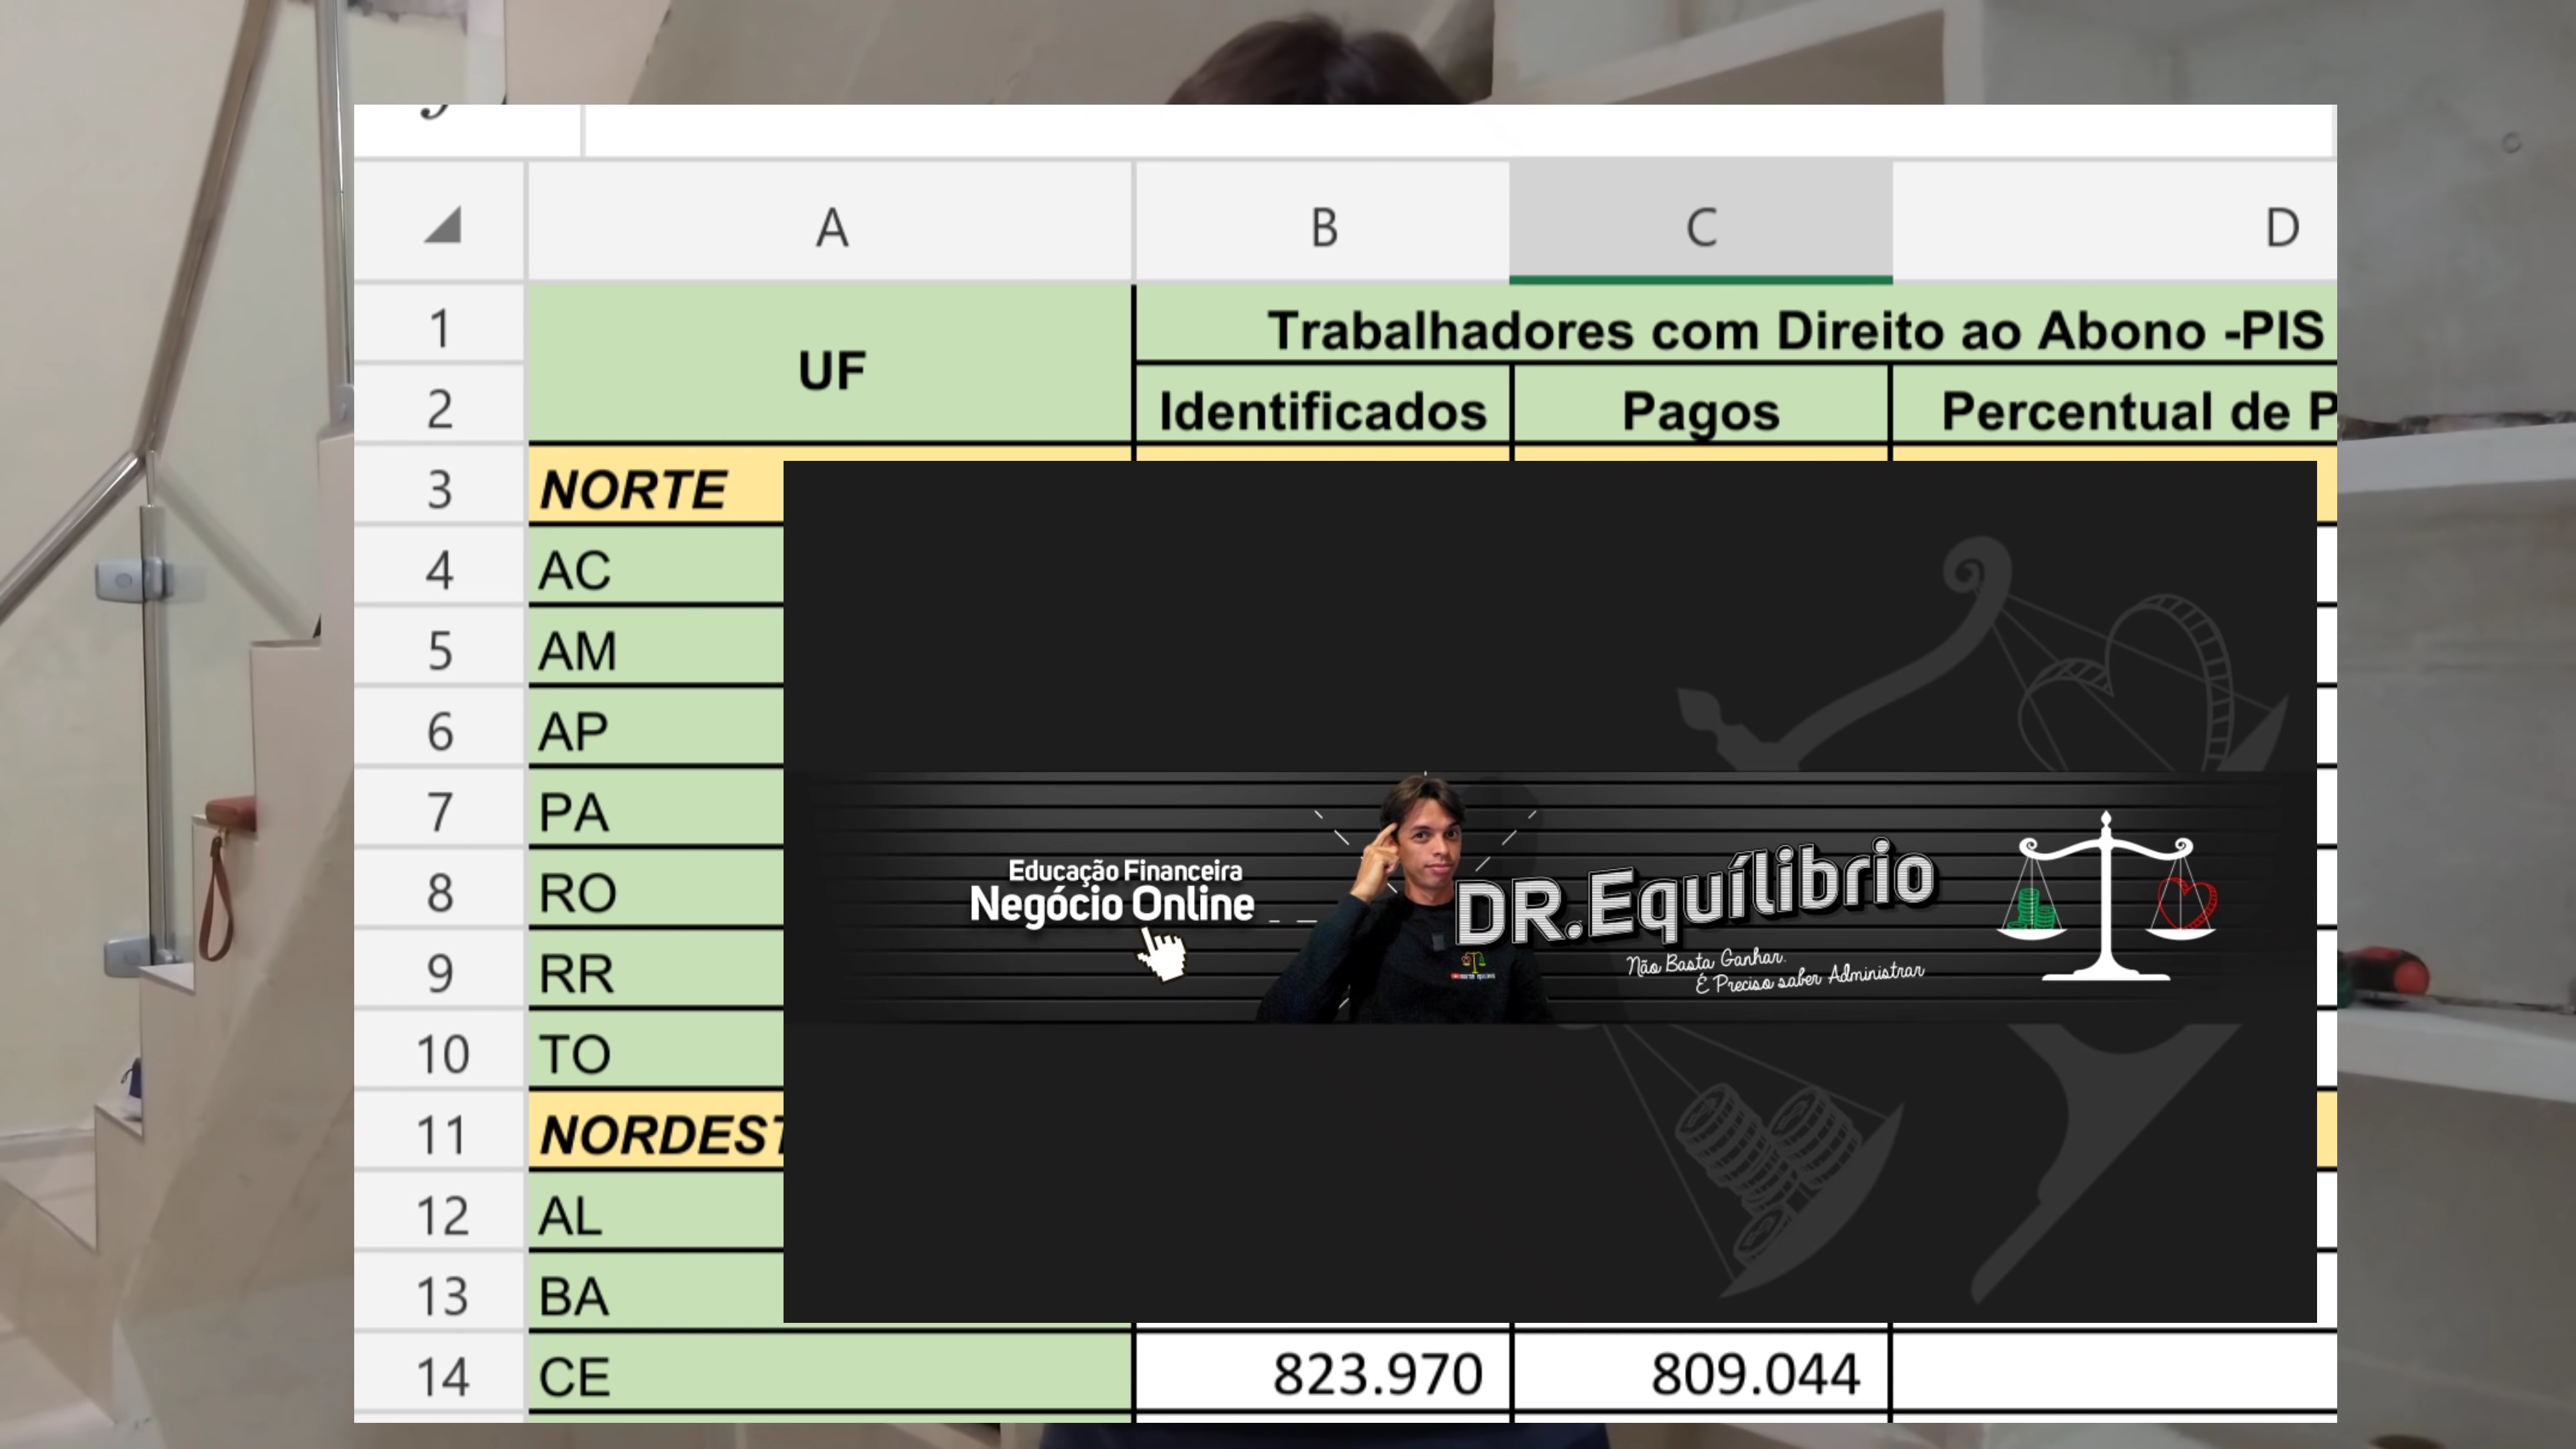 A B C D
1 Trabalhadores com Direito ao Abono -PIS
UF
2 Identificados Pagos Percentual de P
3 NORTE
4 AC
5 AM
6 AP
7 PA
8 RO
9 RR
10 TO
11 NORDEST
12 AL
13 BA
14 CE 823.970 809.044
Educação Financeira
Negócio Online
DR.Equílibrio
Não Basta Ganhar.
É Preciso saber Administrar